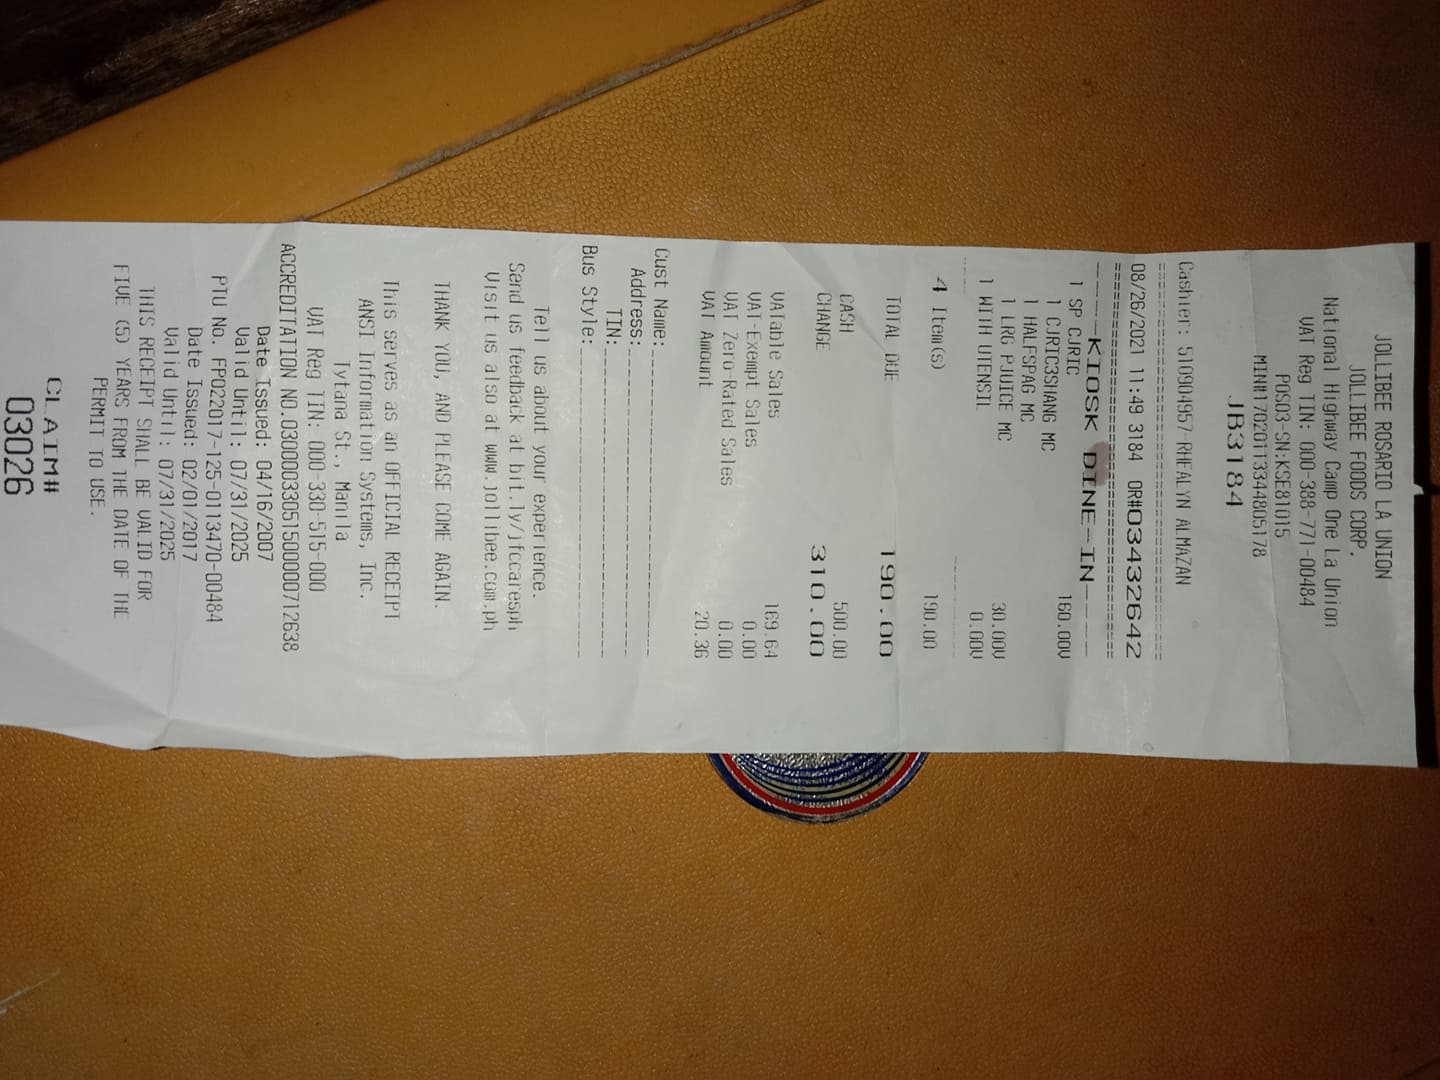 JOLLIBEE ROSARIO LA UNION
JOLLIBEE FOODS CORP.
National Highway Camp One La Union
VAT Reg TIN: 000-388-771-00484
POS03-SN:KSE81015
MIN#17020113344805178
JB3184
Cashier: 510904957-RHEALYN ALMAZAN
08/26/2021 11:49 3184 OR#03432642
KIOSK DINE-IN
1 SP CJRIC 160.00V
1 CJRIC3SHANG MC
1 HALFSPAG MC
1 LRG PJUICE MC 30.00V
1 WITH UTENSIL 0.00V
4 Item(s) 190.00
TOTAL DUE 190.00
CASH 500.00
CHANGE 310.00
VATable Sales 169.64
VAT-Exempt Sales 0.00
VAT Zero-Rated Sales 0.00
VAT Amount 20.36
Cust Name:
Address:
TIN:
Bus Style:
Tell us about your experience.
Send us feedback at bit.ly/jfccaresph
Visit us also at www.jollibee.com.ph
THANK YOU, AND PLEASE COME AGAIN.
This serves as an OFFICIAL RECEIPT
ANSI Information Systems, Inc.
Tytana St., Manila
VAT Reg TIN: 000-330-515-000
ACCREDITATION NO.030000330515000000712638
Date Issued: 04/16/2007
Valid Until: 07/31/2025
PTU No. FP022017-125-0113470-00484
Date Issued: 02/01/2017
Valid Until: 07/31/2025
THIS RECEIPT SHALL BE VALID FOR
FIVE (5) YEARS FROM THE DATE OF THE
PERMIT TO USE.
CLAIM#
03026